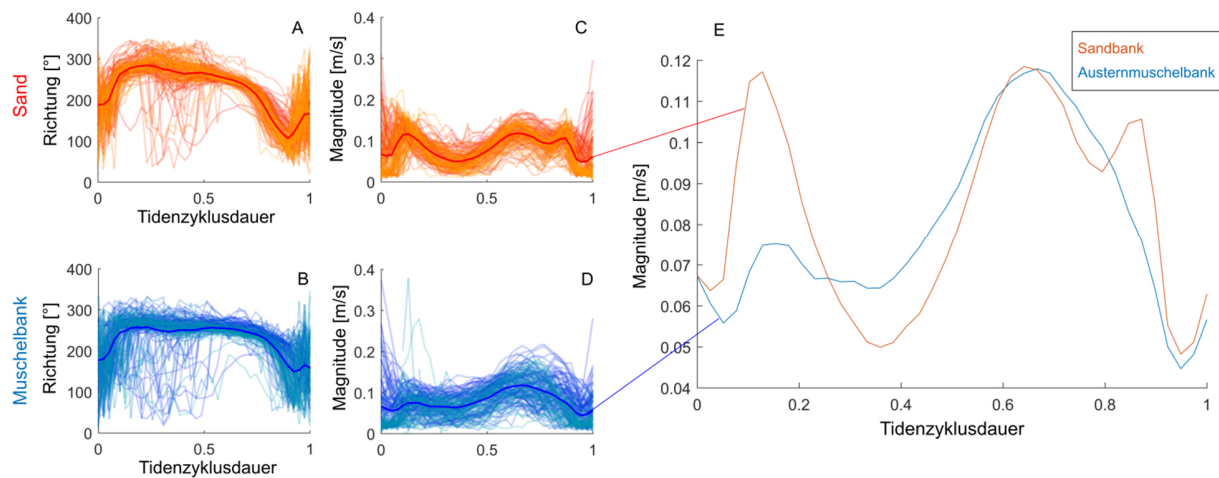 Sand
A
Richtung [°]
400
300
200
100
0
0
0.5
1
Tidenzyklusdauer
C
Magnitude [m/s]
0.4
0.3
0.2
0.1
0
0
0.5
1
Muschelbank
B
Richtung [°]
400
300
200
100
0
0
0.5
1
Tidenzyklusdauer
D
Magnitude [m/s]
0.4
0.3
0.2
0.1
0
0
0.5
1
Tidenzyklusdauer
E
Sandbank
Austernmuschelbank
Magnitude [m/s]
0.12
0.11
0.1
0.09
0.08
0.07
0.06
0.05
0.04
0
0.2
0.4
0.6
0.8
1
Tidenzyklusdauer